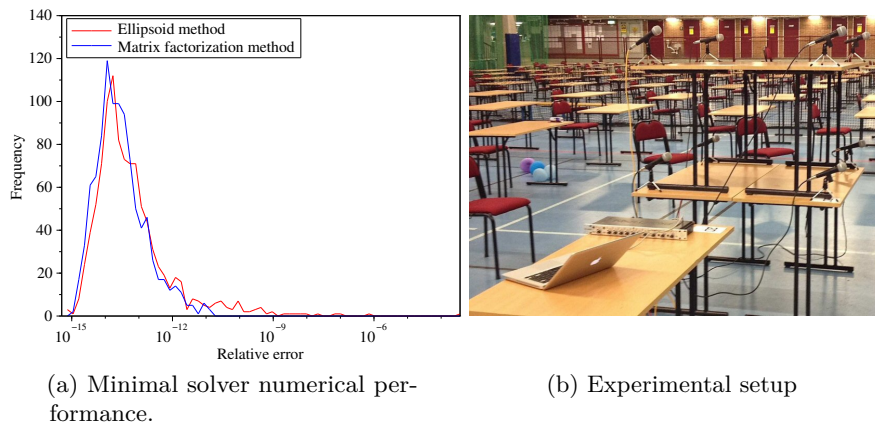 Ellipsoid method
Matrix factorization method
140
120
100
80
60
40
20
0
Frequency
10⁻¹⁵
10⁻¹²
10⁻⁹
10⁻⁶
Relative error
(a) Minimal solver numerical per-
formance.
(b) Experimental setup